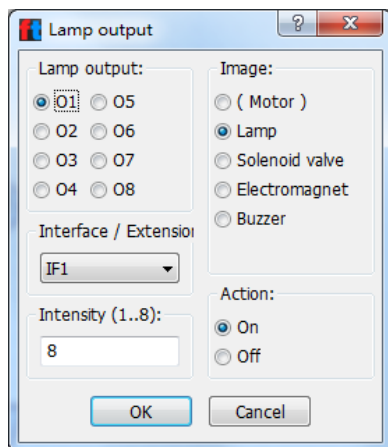 Lamp output
Lamp output:
O1 O5
O2 O6
O3 O7
O4 O8
Interface / Extension
IF1
Intensity (1..8):
8
Image:
( Motor )
Lamp
Solenoid valve
Electromagnet
Buzzer
Action:
On
Off
OK Cancel